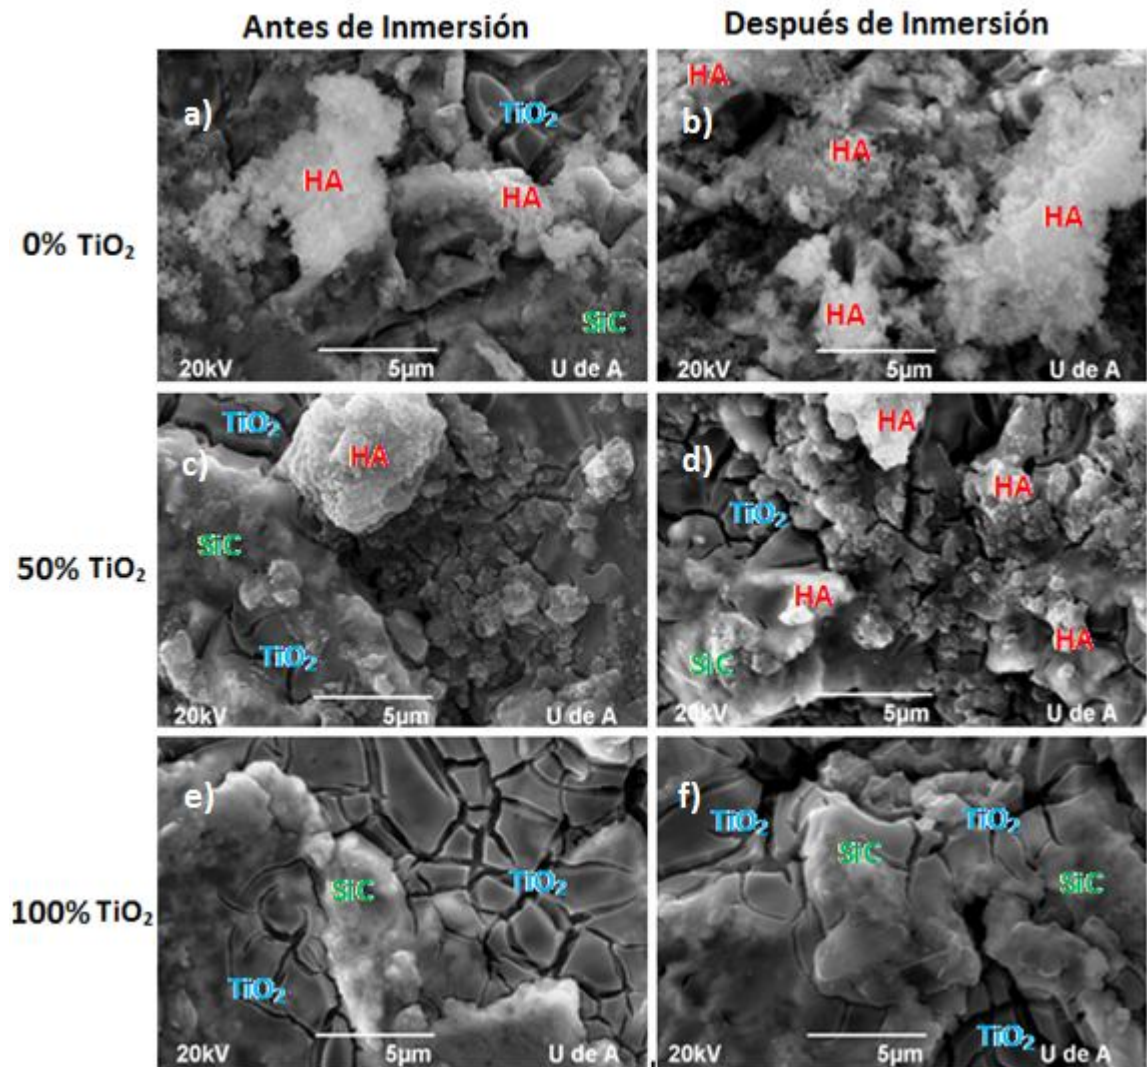 Antes de Inmersión
Después de Inmersión
0% TiO₂
a)
TiO₂
HA
HA
SiC
20kV 5µm U de A
b)
HA
HA
HA
HA
20kV 5µm U de A
50% TiO₂
c)
TiO₂
HA
SiC
TiO₂
20kV 5µm U de A
d)
HA
HA
TiO₂
HA
HA
SiC
20kV 5µm U de A
100% TiO₂
e)
SiC
TiO₂
TiO₂
20kV 5µm U de A
f)
TiO₂
TiO₂
SiC
SiC
TiO₂
20kV 5µm U de A